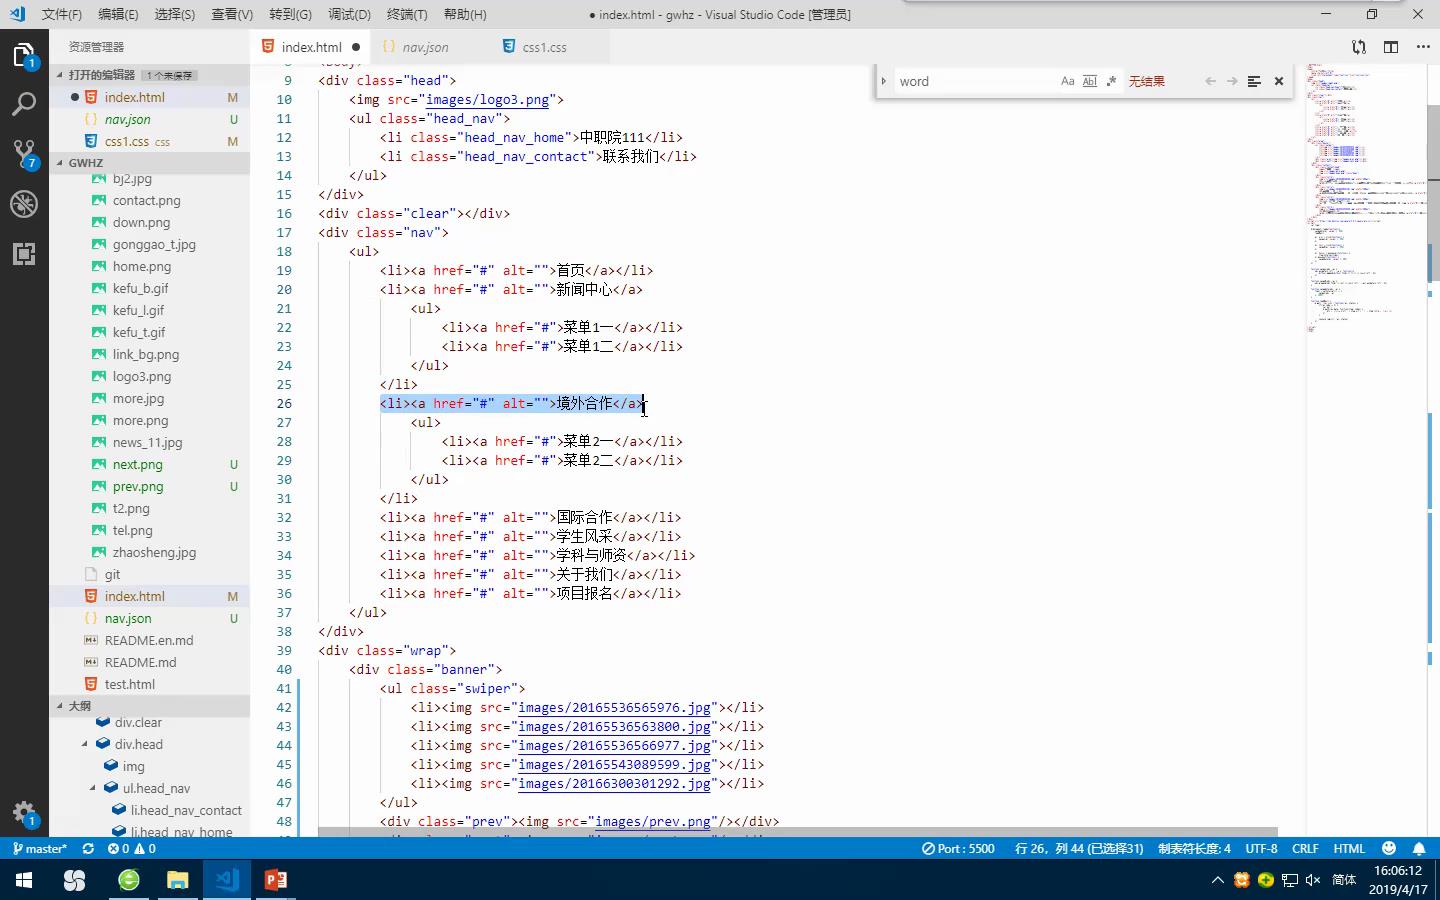 文件(F) 编辑(E) 选择(S) 查看(V) 转到(G) 调试(D) 终端(T) 帮助(H) ● index.html - gwhz - Visual Studio Code [管理员]
资源管理器 index.html ● nav.json css1.css
打开的编辑器 1 个未保存
● index.html M
nav.json U
css1.css css M
GWHZ
bj2.jpg
contact.png
down.png
gonggao_t.jpg
home.png
kefu_b.gif
kefu_l.gif
kefu_t.gif
link_bg.png
logo3.png
more.jpg
more.png
news_11.jpg
next.png U
prev.png U
t2.png
tel.png
zhaosheng.jpg
git
index.html M
nav.json U
README.en.md
README.md
test.html
大纲
div.clear
div.head
img
ul.head_nav
li.head_nav_contact
li.head_nav_home
word Aa Abl .* 无结果
8 <body>
9 <div class="head">
10 <img src="images/logo3.png">
11 <ul class="head_nav">
12 <li class="head_nav_home">中职院111</li>
13 <li class="head_nav_contact">联系我们</li>
14 </ul>
15 </div>
16 <div class="clear"></div>
17 <div class="nav">
18 <ul>
19 <li><a href="#" alt="">首页</a></li>
20 <li><a href="#" alt="">新闻中心</a>
21 <ul>
22 <li><a href="#">菜单1一</a></li>
23 <li><a href="#">菜单1二</a></li>
24 </ul>
25 </li>
26 <li><a href="#" alt="">境外合作</a>
27 <ul>
28 <li><a href="#">菜单2一</a></li>
29 <li><a href="#">菜单2二</a></li>
30 </ul>
31 </li>
32 <li><a href="#" alt="">国际合作</a></li>
33 <li><a href="#" alt="">学生风采</a></li>
34 <li><a href="#" alt="">学科与师资</a></li>
35 <li><a href="#" alt="">关于我们</a></li>
36 <li><a href="#" alt="">项目报名</a></li>
37 </ul>
38 </div>
39 <div class="wrap">
40 <div class="banner">
41 <ul class="swiper">
42 <li><img src="images/20165536565976.jpg"></li>
43 <li><img src="images/20165536563800.jpg"></li>
44 <li><img src="images/20165536566977.jpg"></li>
45 <li><img src="images/20165543089599.jpg"></li>
46 <li><img src="images/20166300301292.jpg"></li>
47 </ul>
48 <div class="prev"><img src="images/prev.png"/></div>
1
7
1
master* 0 0 Port : 5500 行 26，列 44 (已选择31) 制表符长度: 4 UTF-8 CRLF HTML
简体 16:06:12
2019/4/17